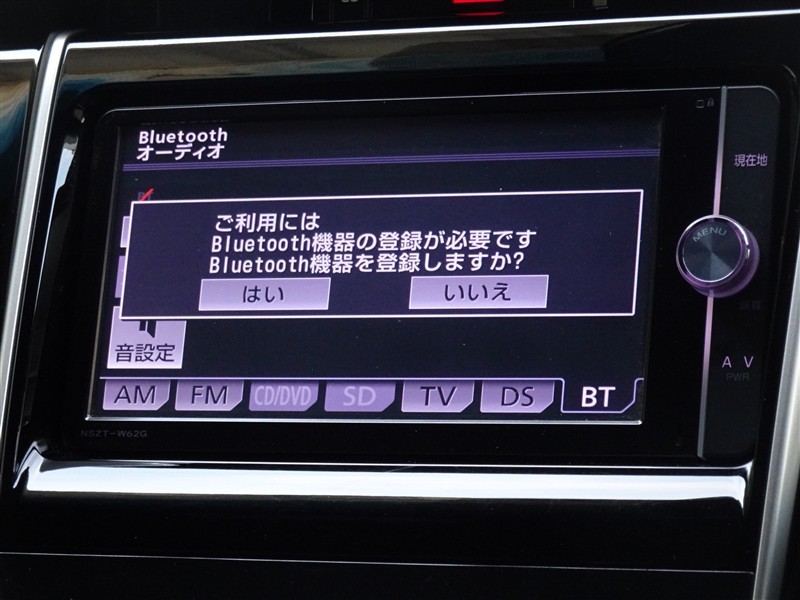 Bluetooth
オーディオ
現在地
ご利用には
Bluetooth機器の登録が必要です
Bluetooth機器を登録しますか?
はい
いいえ
MENU
音設定
AM
FM
CD/DVD
SD
TV
DS
BT
A V
PWR
NSZT-W62G